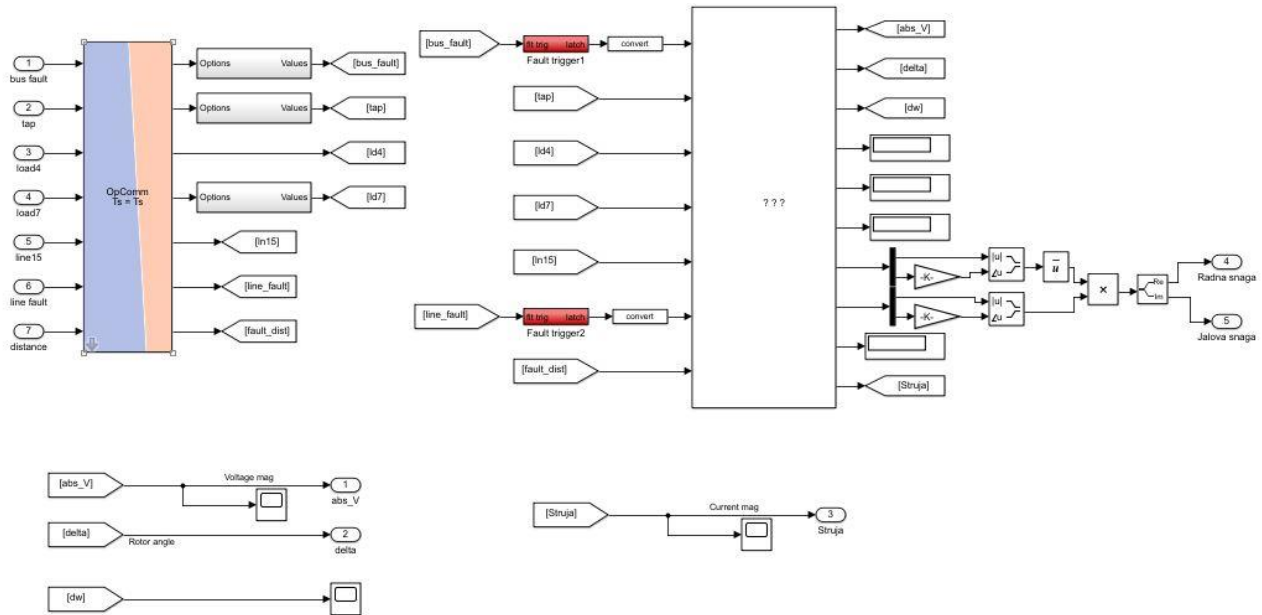 1
bus fault
2
tap
3
load4
4
load7
5
line15
6
line fault
7
distance
OpComm
Ts = Ts
Options Values
[bus_fault]
Options Values
[tap]
[ld4]
Options Values
[ld7]
[ln15]
[line_fault]
[fault_dist]
[bus_fault]
flt trig latch
Fault trigger1
convert
[tap]
[ld4]
[ld7]
[ln15]
[line_fault]
flt trig latch
Fault trigger2
convert
[fault_dist]
? ? ?
[abs_V]
[delta]
[dw]
-K-
|u|
∠u
u
-K-
|u|
∠u
×
Re
Im
4
Radna snaga
5
Jalova snaga
[Struja]
[abs_V]
Voltage mag
1
abs_V
[delta]
Rotor angle
2
delta
[dw]
[Struja]
Current mag
3
Struja